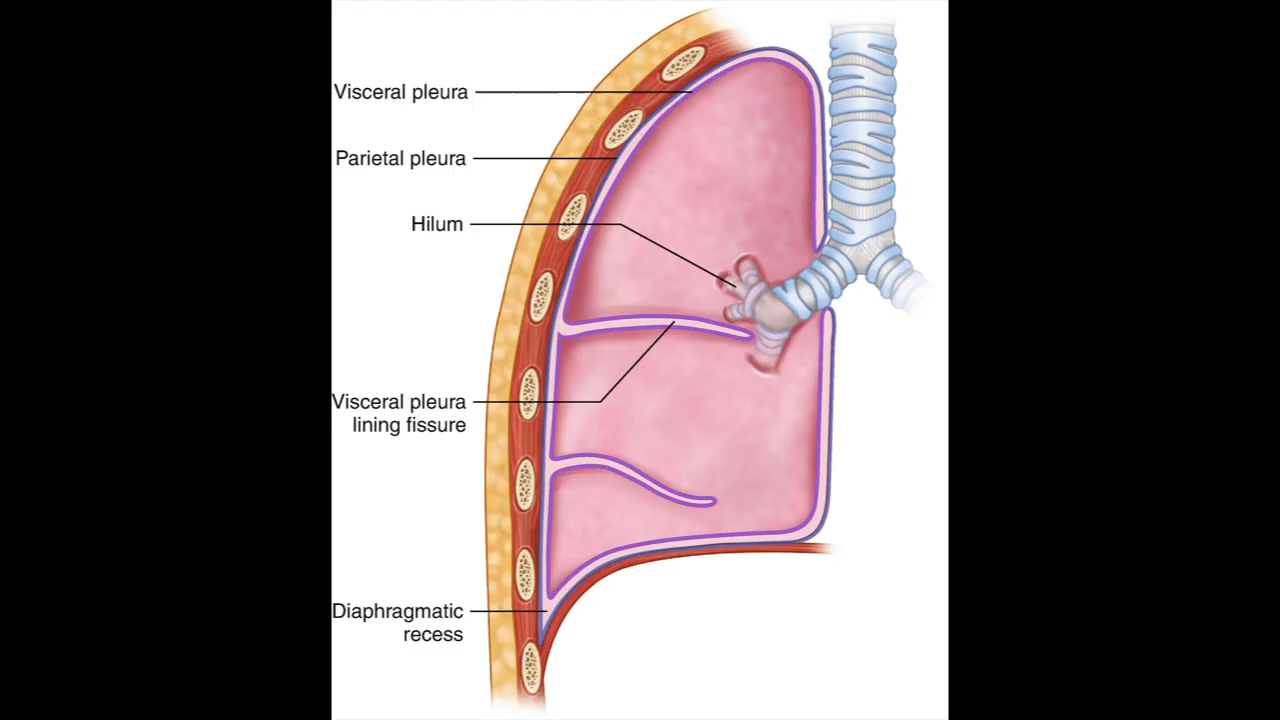 Visceral pleura
Parietal pleura
Hilum
Visceral pleura
lining fissure
Diaphragmatic
recess